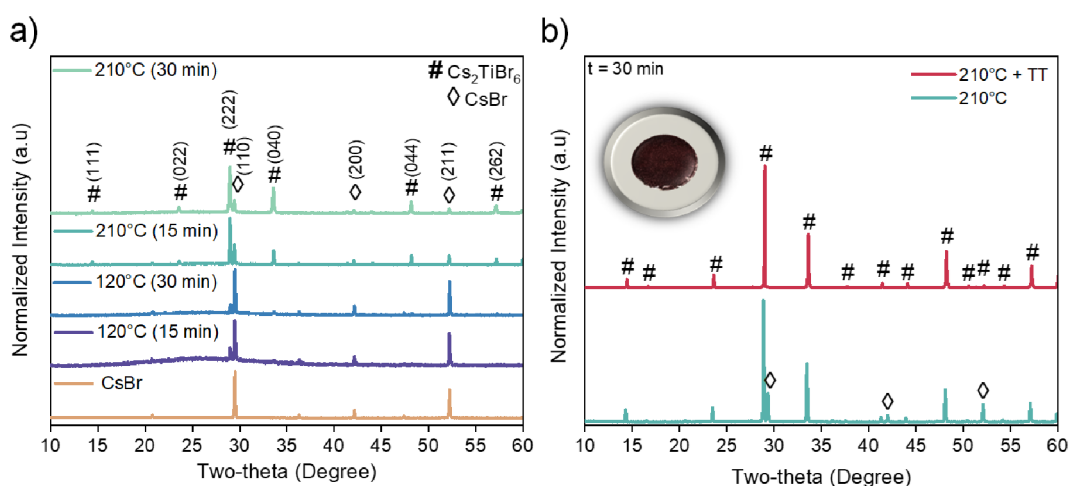 a)
210°C (30 min)
# Cs₂TiBr₆
◊ CsBr
# (111)
# (022)
# (222)
◊ (110)
# (040)
◊ (200)
# (044)
◊ (211)
# (262)
210°C (15 min)
120°C (30 min)
120°C (15 min)
CsBr
Normalized Intensity (a.u)
10 15 20 25 30 35 40 45 50 55 60
Two-theta (Degree)
b)
t = 30 min
210°C + TT
210°C
# # # # # # # # # # # # #
◊ ◊ ◊
Normalized Intensity (a.u)
10 15 20 25 30 35 40 45 50 55 60
Two-theta (Degree)